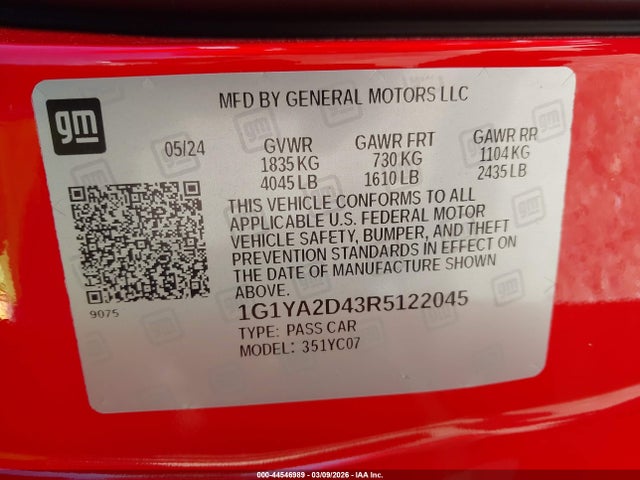 gm
MFD BY GENERAL MOTORS LLC
05/24 GVWR GAWR FRT GAWR RR
1835 KG 730 KG 1104 KG
4045 LB 1610 LB 2435 LB
THIS VEHICLE CONFORMS TO ALL
APPLICABLE U.S. FEDERAL MOTOR
VEHICLE SAFETY, BUMPER, AND THEFT
PREVENTION STANDARDS IN EFFECT ON
THE DATE OF MANUFACTURE SHOWN
ABOVE.
9075
1G1YA2D43R5122045
TYPE: PASS CAR
MODEL: 351YC07
000-44546989 - 03/09/2026 - IAA Inc.